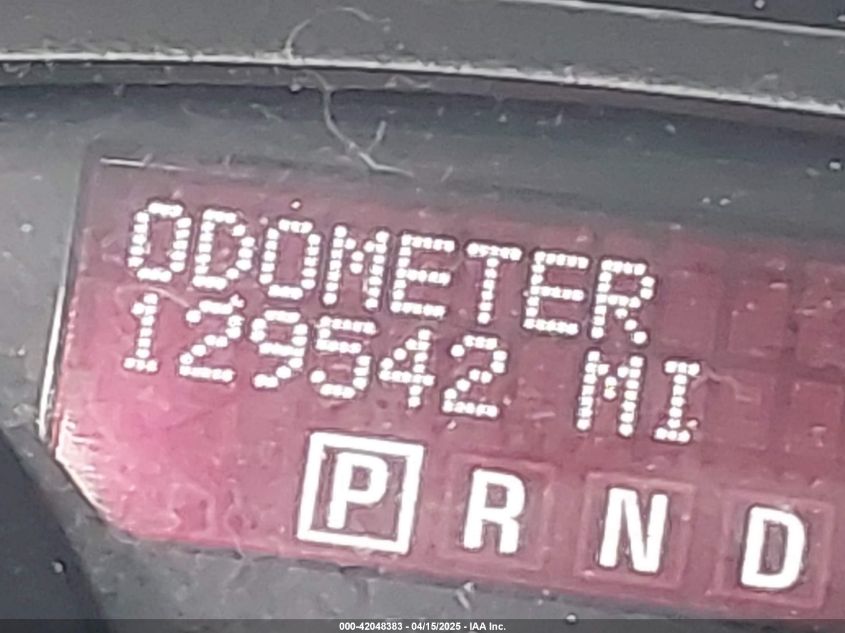 ODOMETER
129542 MI
P R N D
000-42048383 - 04/15/2025 - IAA Inc.